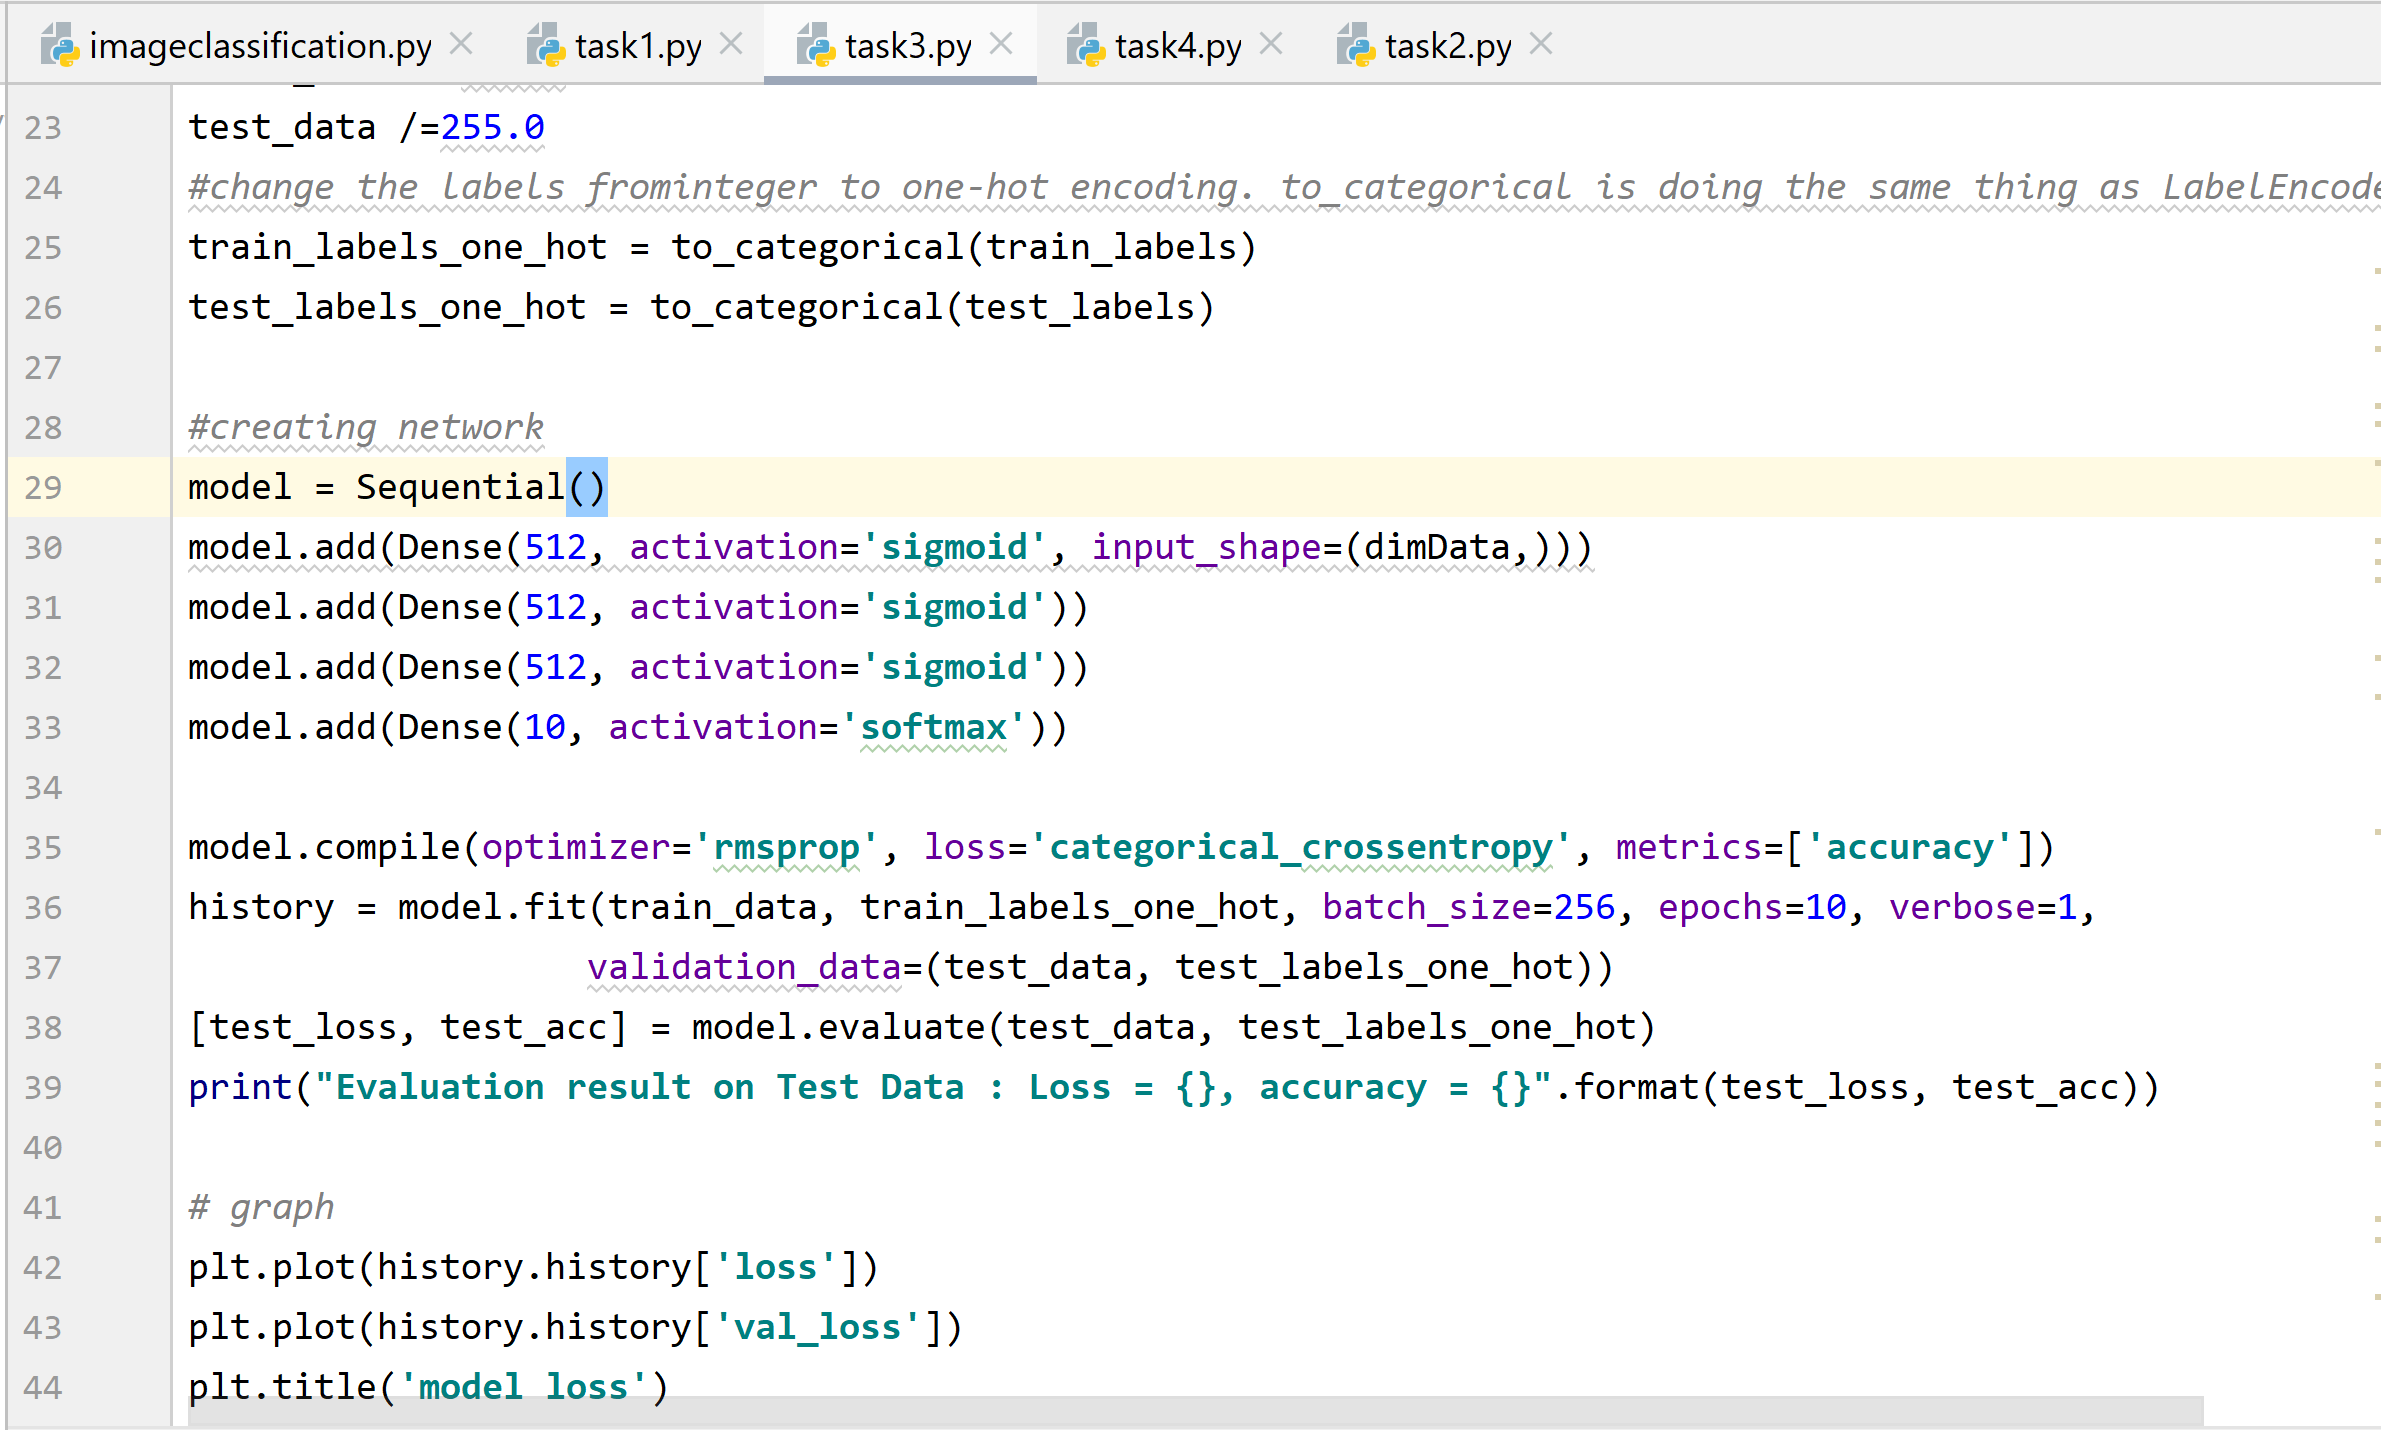 imageclassification.py task1.py task3.py task4.py task2.py
23 test_data /=255.0
24 #change the labels frominteger to one-hot encoding. to_categorical is doing the same thing as
25 train_labels_one_hot = to_categorical(train_labels)
26 test_labels_one_hot = to_categorical(test_labels)
27
28 #creating network
29 model = Sequential()
30 model.add(Dense(512, activation='sigmoid', input_shape=(dimData,)))
31 model.add(Dense(512, activation='sigmoid'))
32 model.add(Dense(512, activation='sigmoid'))
33 model.add(Dense(10, activation='softmax'))
34
35 model.compile(optimizer='rmsprop', loss='categorical_crossentropy', metrics=['accuracy'])
36 history = model.fit(train_data, train_labels_one_hot, batch_size=256, epochs=10, verbose=1,
37 validation_data=(test_data, test_labels_one_hot))
38 [test_loss, test_acc] = model.evaluate(test_data, test_labels_one_hot)
39 print("Evaluation result on Test Data : Loss = {}, accuracy = {}".format(test_loss, test_acc))
40
41 # graph
42 plt.plot(history.history['loss'])
43 plt.plot(history.history['val_loss'])
44 plt.title('model loss')